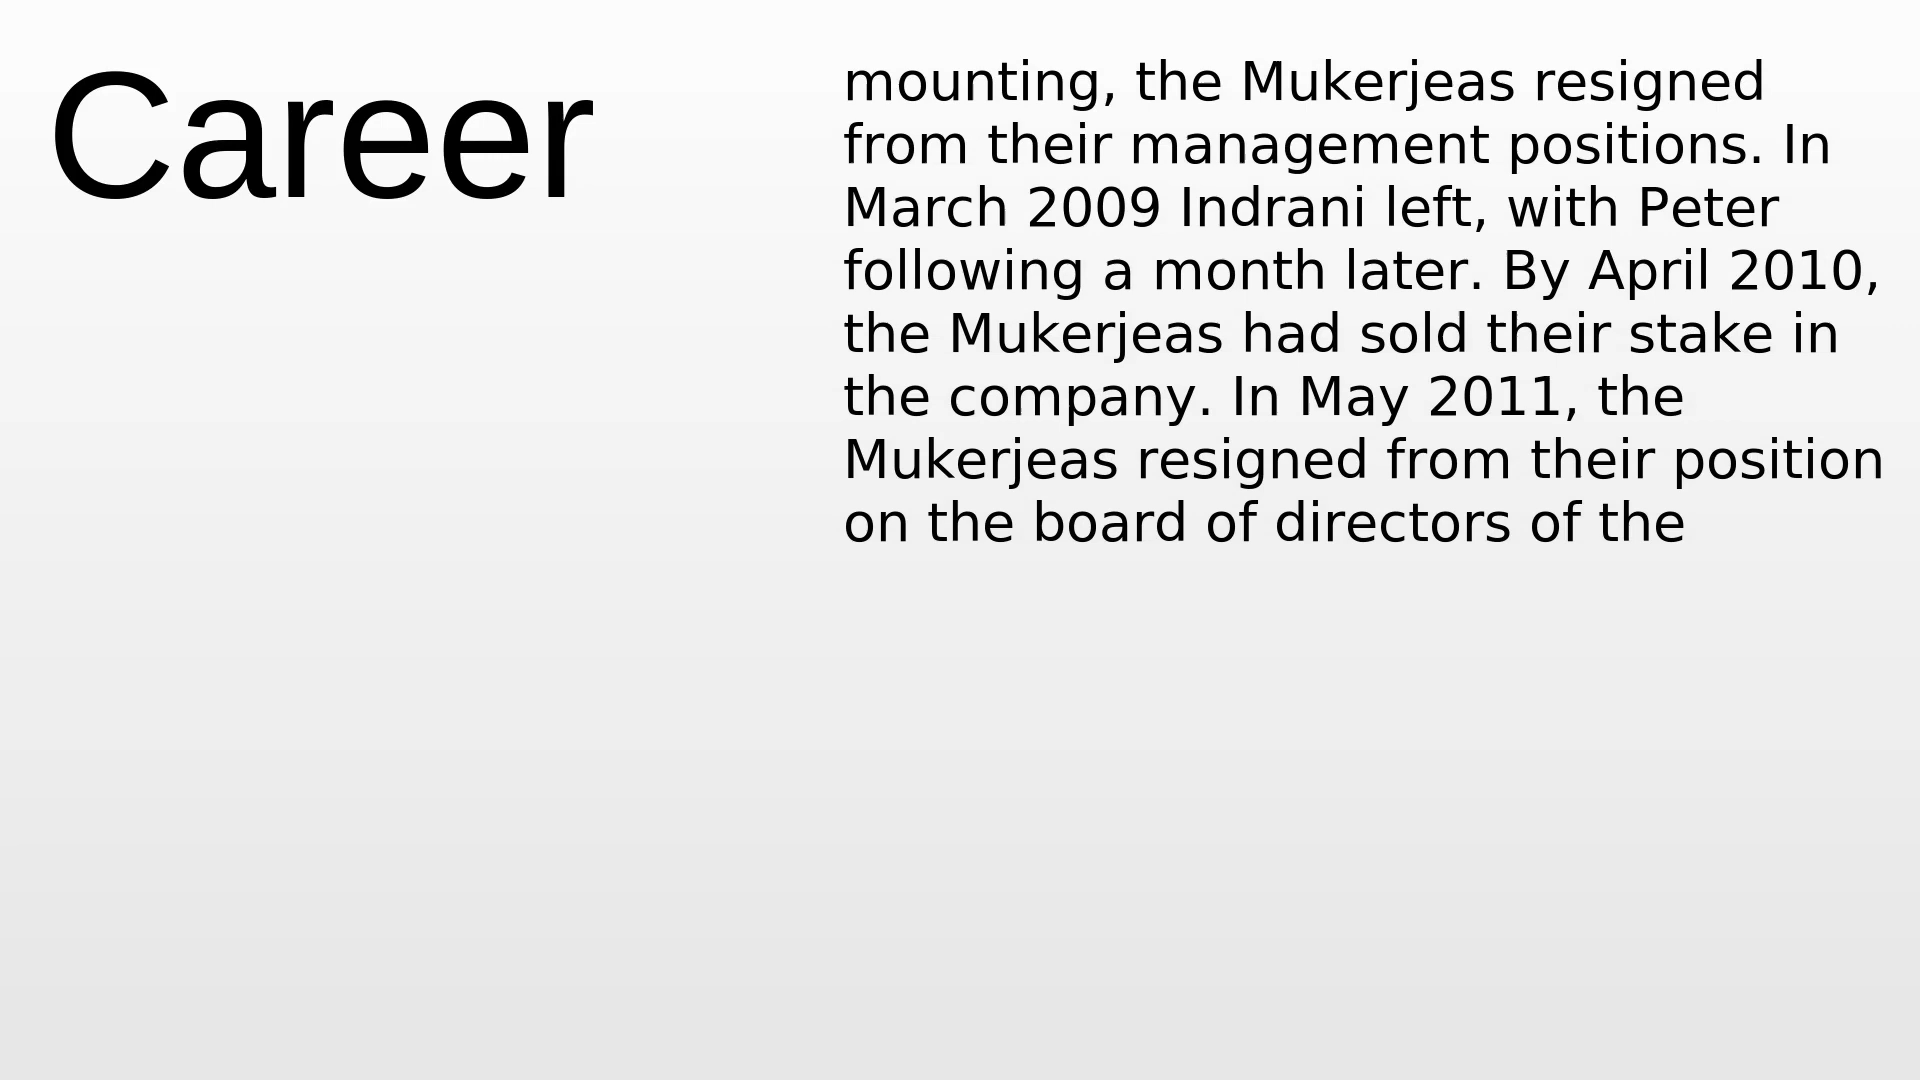 Career
mounting, the Mukerjeas resigned
from their management positions. In
March 2009 Indrani left, with Peter
following a month later. By April 2010,
the Mukerjeas had sold their stake in
the company. In May 2011, the
Mukerjeas resigned from their position
on the board of directors of the